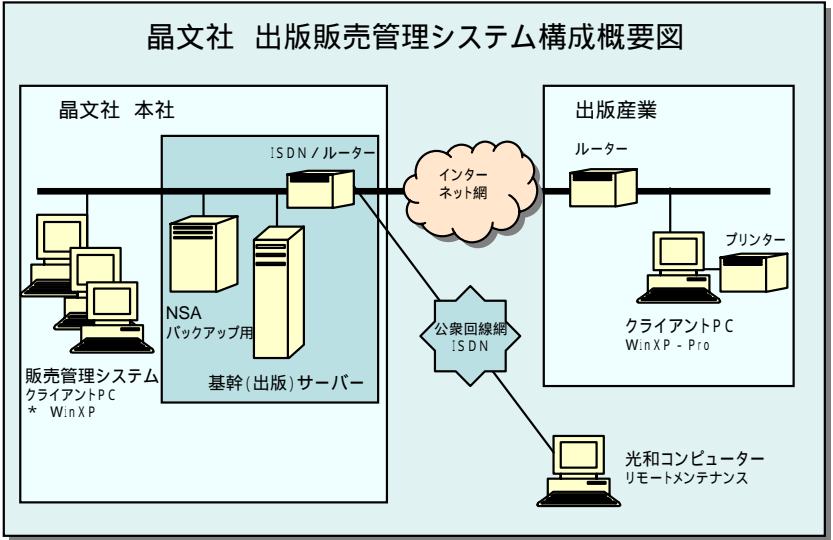 晶文社 出版販売管理システム構成概要図
晶文社 本社
ISDN/ルーター
NSA
バックアップ用
基幹(出版)サーバー
販売管理システム
クライアントPC
* WinXP
インター
ネット網
公衆回線網
ISDN
出版産業
ルーター
プリンター
クライアントPC
WinXP-Pro
光和コンピューター
リモートメンテナンス